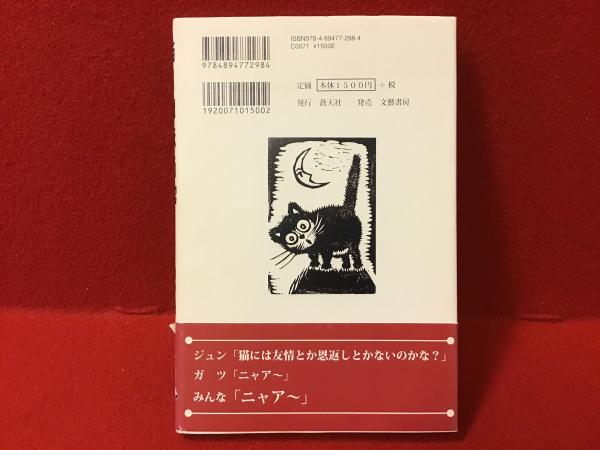 ISBN978-4-89477-298-4
C0071 ¥1500E
9784894772984
定価 本体1500円 +税
1920071015002
発行 蒼天社 発売 文藝書房
ジュン「猫には友情とか恩返しとかないのかな？」
ガ ツ「ニャア〜」
みんな「ニャア〜」